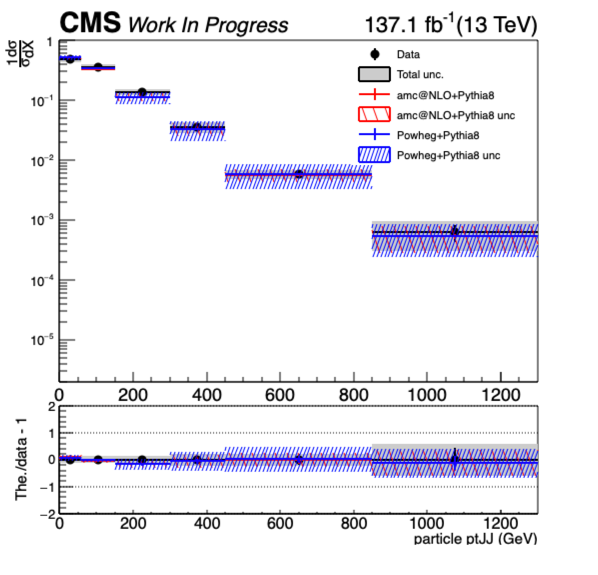 CMS Work In Progress 137.1 fb⁻¹(13 TeV)
1dσ
σdX
1
10⁻¹
10⁻²
10⁻³
10⁻⁴
10⁻⁵
Data
Total unc.
amc@NLO+Pythia8
amc@NLO+Pythia8 unc
Powheg+Pythia8
Powheg+Pythia8 unc
0 200 400 600 800 1000 1200
The./data - 1
2
1
0
−1
−2
0 200 400 600 800 1000 1200
particle ptJJ (GeV)